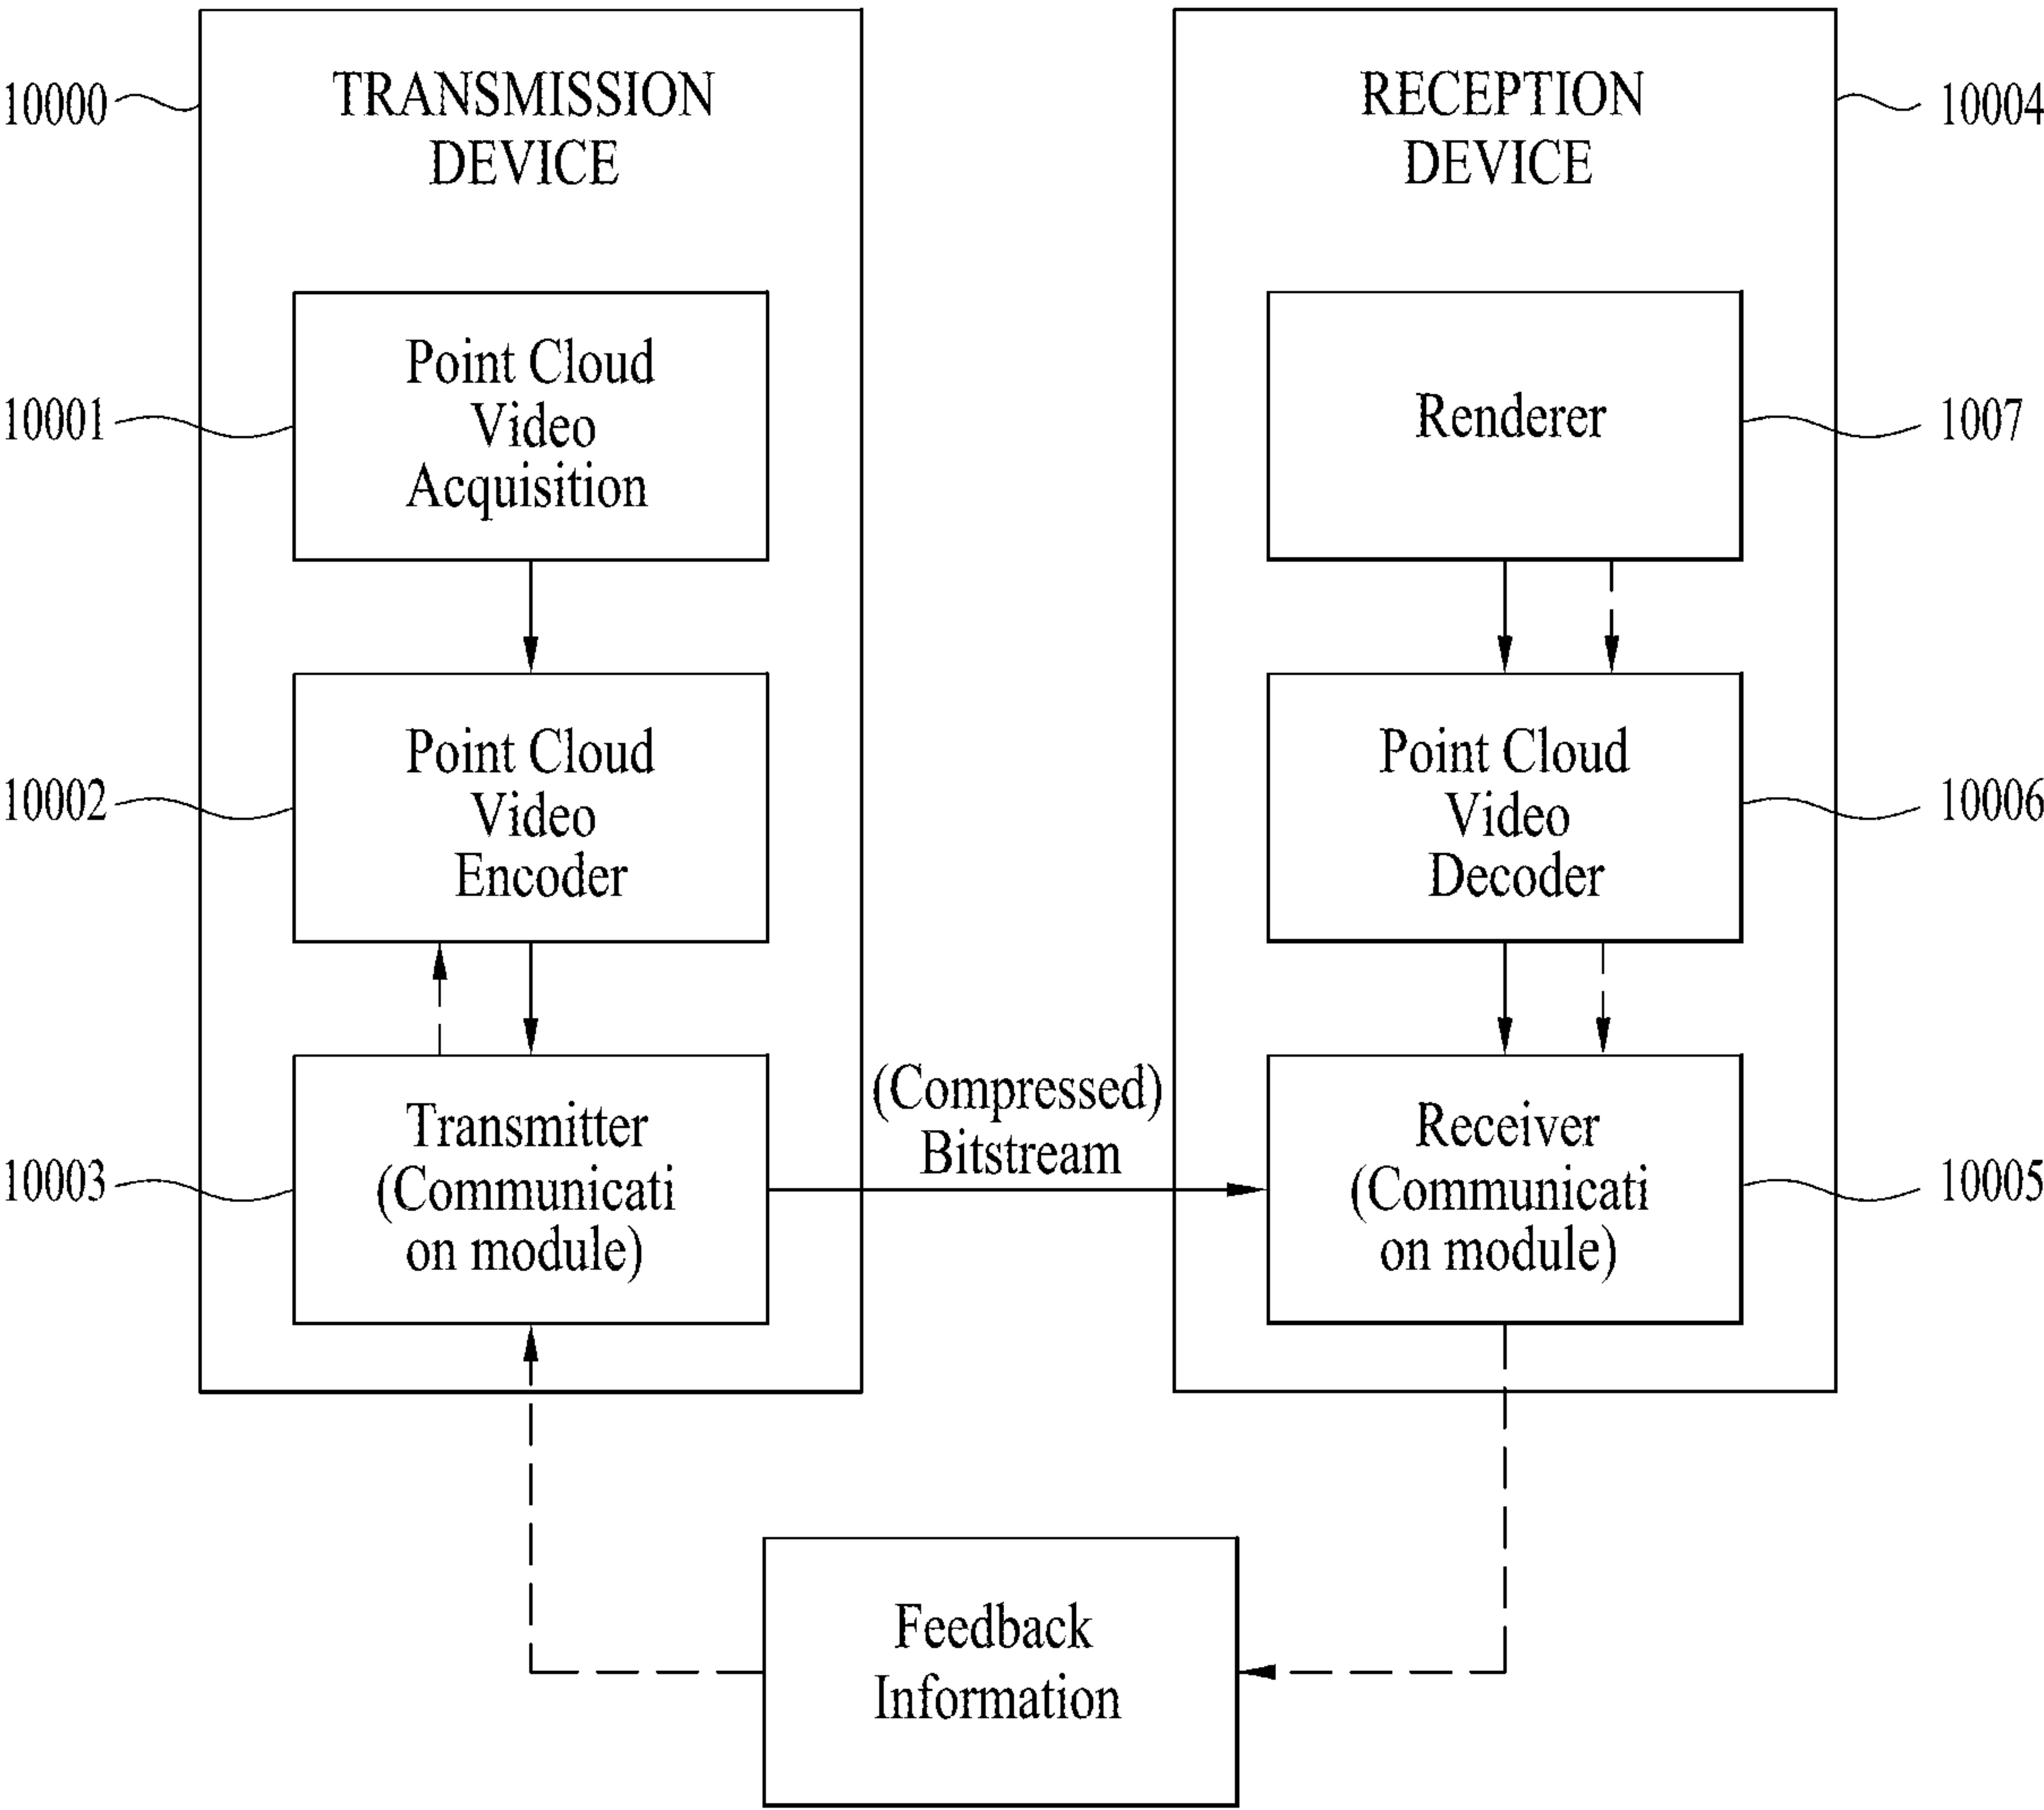 10000
TRANSMISSION
DEVICE
10001
Point Cloud
Video
Acquisition
10002
Point Cloud
Video
Encoder
10003
Transmitter
(Communicati
on module)
(Compressed)
Bitstream
RECEPTION
DEVICE
10004
Renderer
1007
Point Cloud
Video
Decoder
10006
Receiver
(Communicati
on module)
10005
Feedback
Information